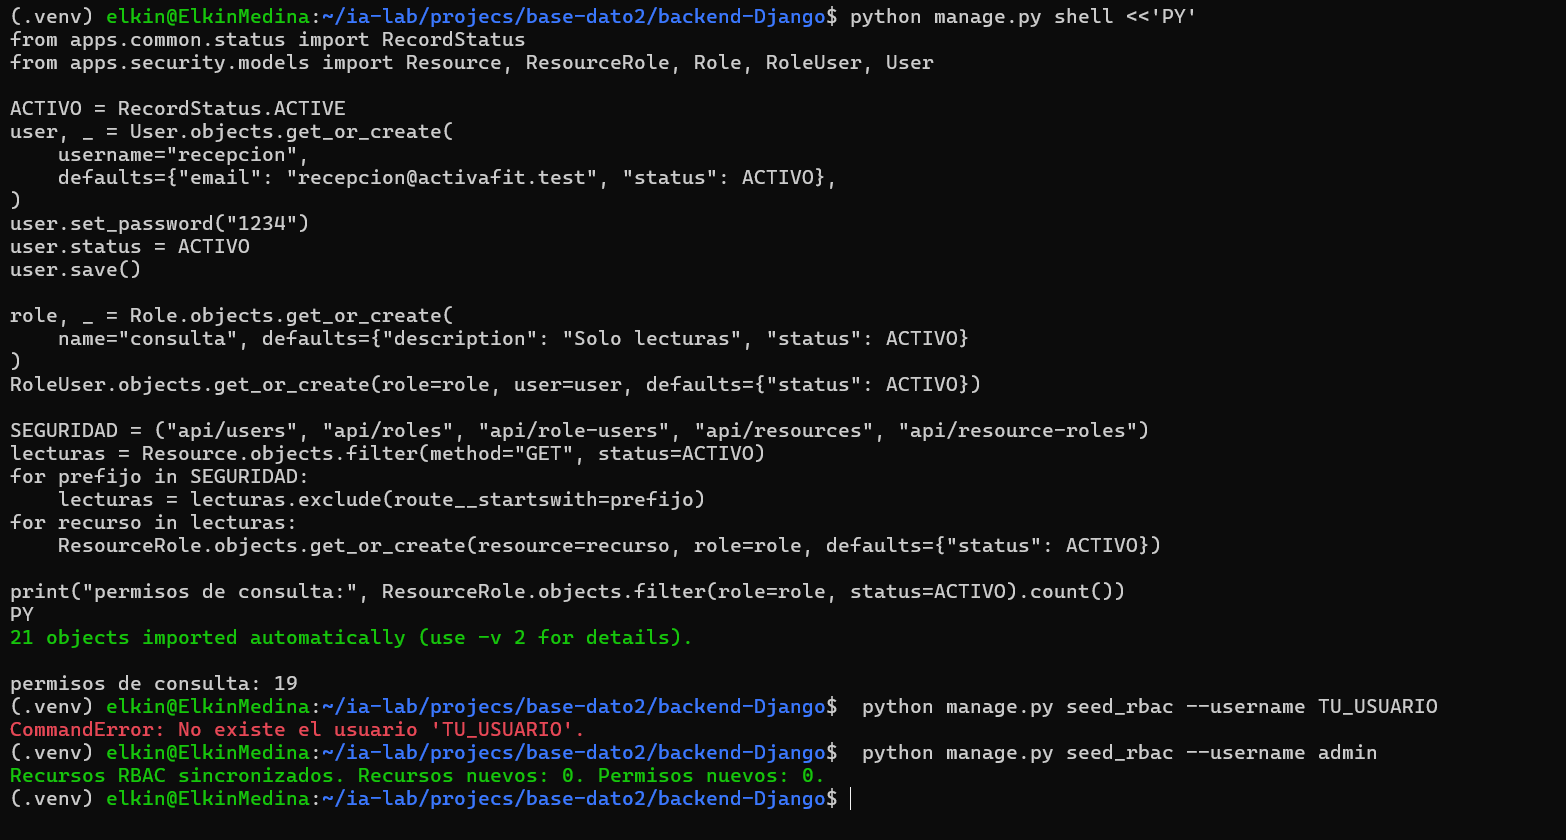 (.venv) elkin@ElkinMedina:~/ia-lab/projecs/base-dato2/backend-Django$ python manage.py shell <<'PY'
from apps.common.status import RecordStatus
from apps.security.models import Resource, ResourceRole, Role, RoleUser, User

ACTIVO = RecordStatus.ACTIVE
user, _ = User.objects.get_or_create(
    username="recepcion",
    defaults={"email": "recepcion@activafit.test", "status": ACTIVO},
)
user.set_password("1234")
user.status = ACTIVO
user.save()

role, _ = Role.objects.get_or_create(
    name="consulta", defaults={"description": "Solo lecturas", "status": ACTIVO}
)
RoleUser.objects.get_or_create(role=role, user=user, defaults={"status": ACTIVO})

SEGURIDAD = ("api/users", "api/roles", "api/role-users", "api/resources", "api/resource-roles")
lecturas = Resource.objects.filter(method="GET", status=ACTIVO)
for prefijo in SEGURIDAD:
    lecturas = lecturas.exclude(route__startswith=prefijo)
for recurso in lecturas:
    ResourceRole.objects.get_or_create(resource=recurso, role=role, defaults={"status": ACTIVO})

print("permisos de consulta:", ResourceRole.objects.filter(role=role, status=ACTIVO).count())
PY
21 objects imported automatically (use -v 2 for details).

permisos de consulta: 19
(.venv) elkin@ElkinMedina:~/ia-lab/projecs/base-dato2/backend-Django$  python manage.py seed_rbac --username TU_USUARIO
CommandError: No existe el usuario 'TU_USUARIO'.
(.venv) elkin@ElkinMedina:~/ia-lab/projecs/base-dato2/backend-Django$  python manage.py seed_rbac --username admin
Recursos RBAC sincronizados. Recursos nuevos: 0. Permisos nuevos: 0.
(.venv) elkin@ElkinMedina:~/ia-lab/projecs/base-dato2/backend-Django$